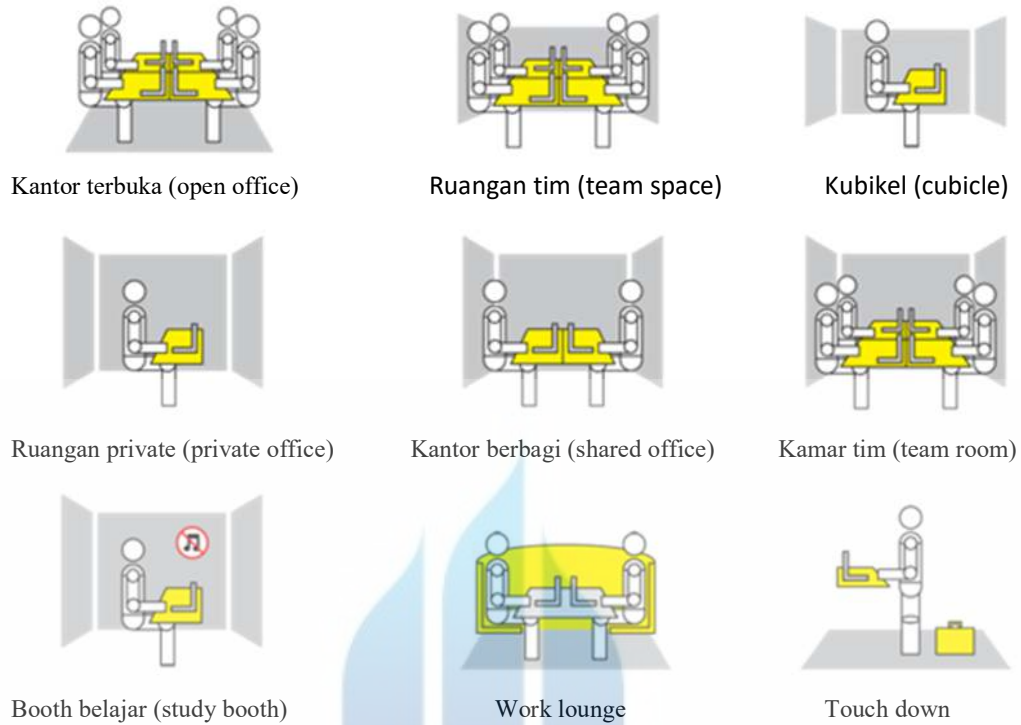 Kantor terbuka (open office)
Ruangan tim (team space)
Kubikel (cubicle)
Ruangan private (private office)
Kantor berbagi (shared office)
Kamar tim (team room)
Booth belajar (study booth)
Work lounge
Touch down